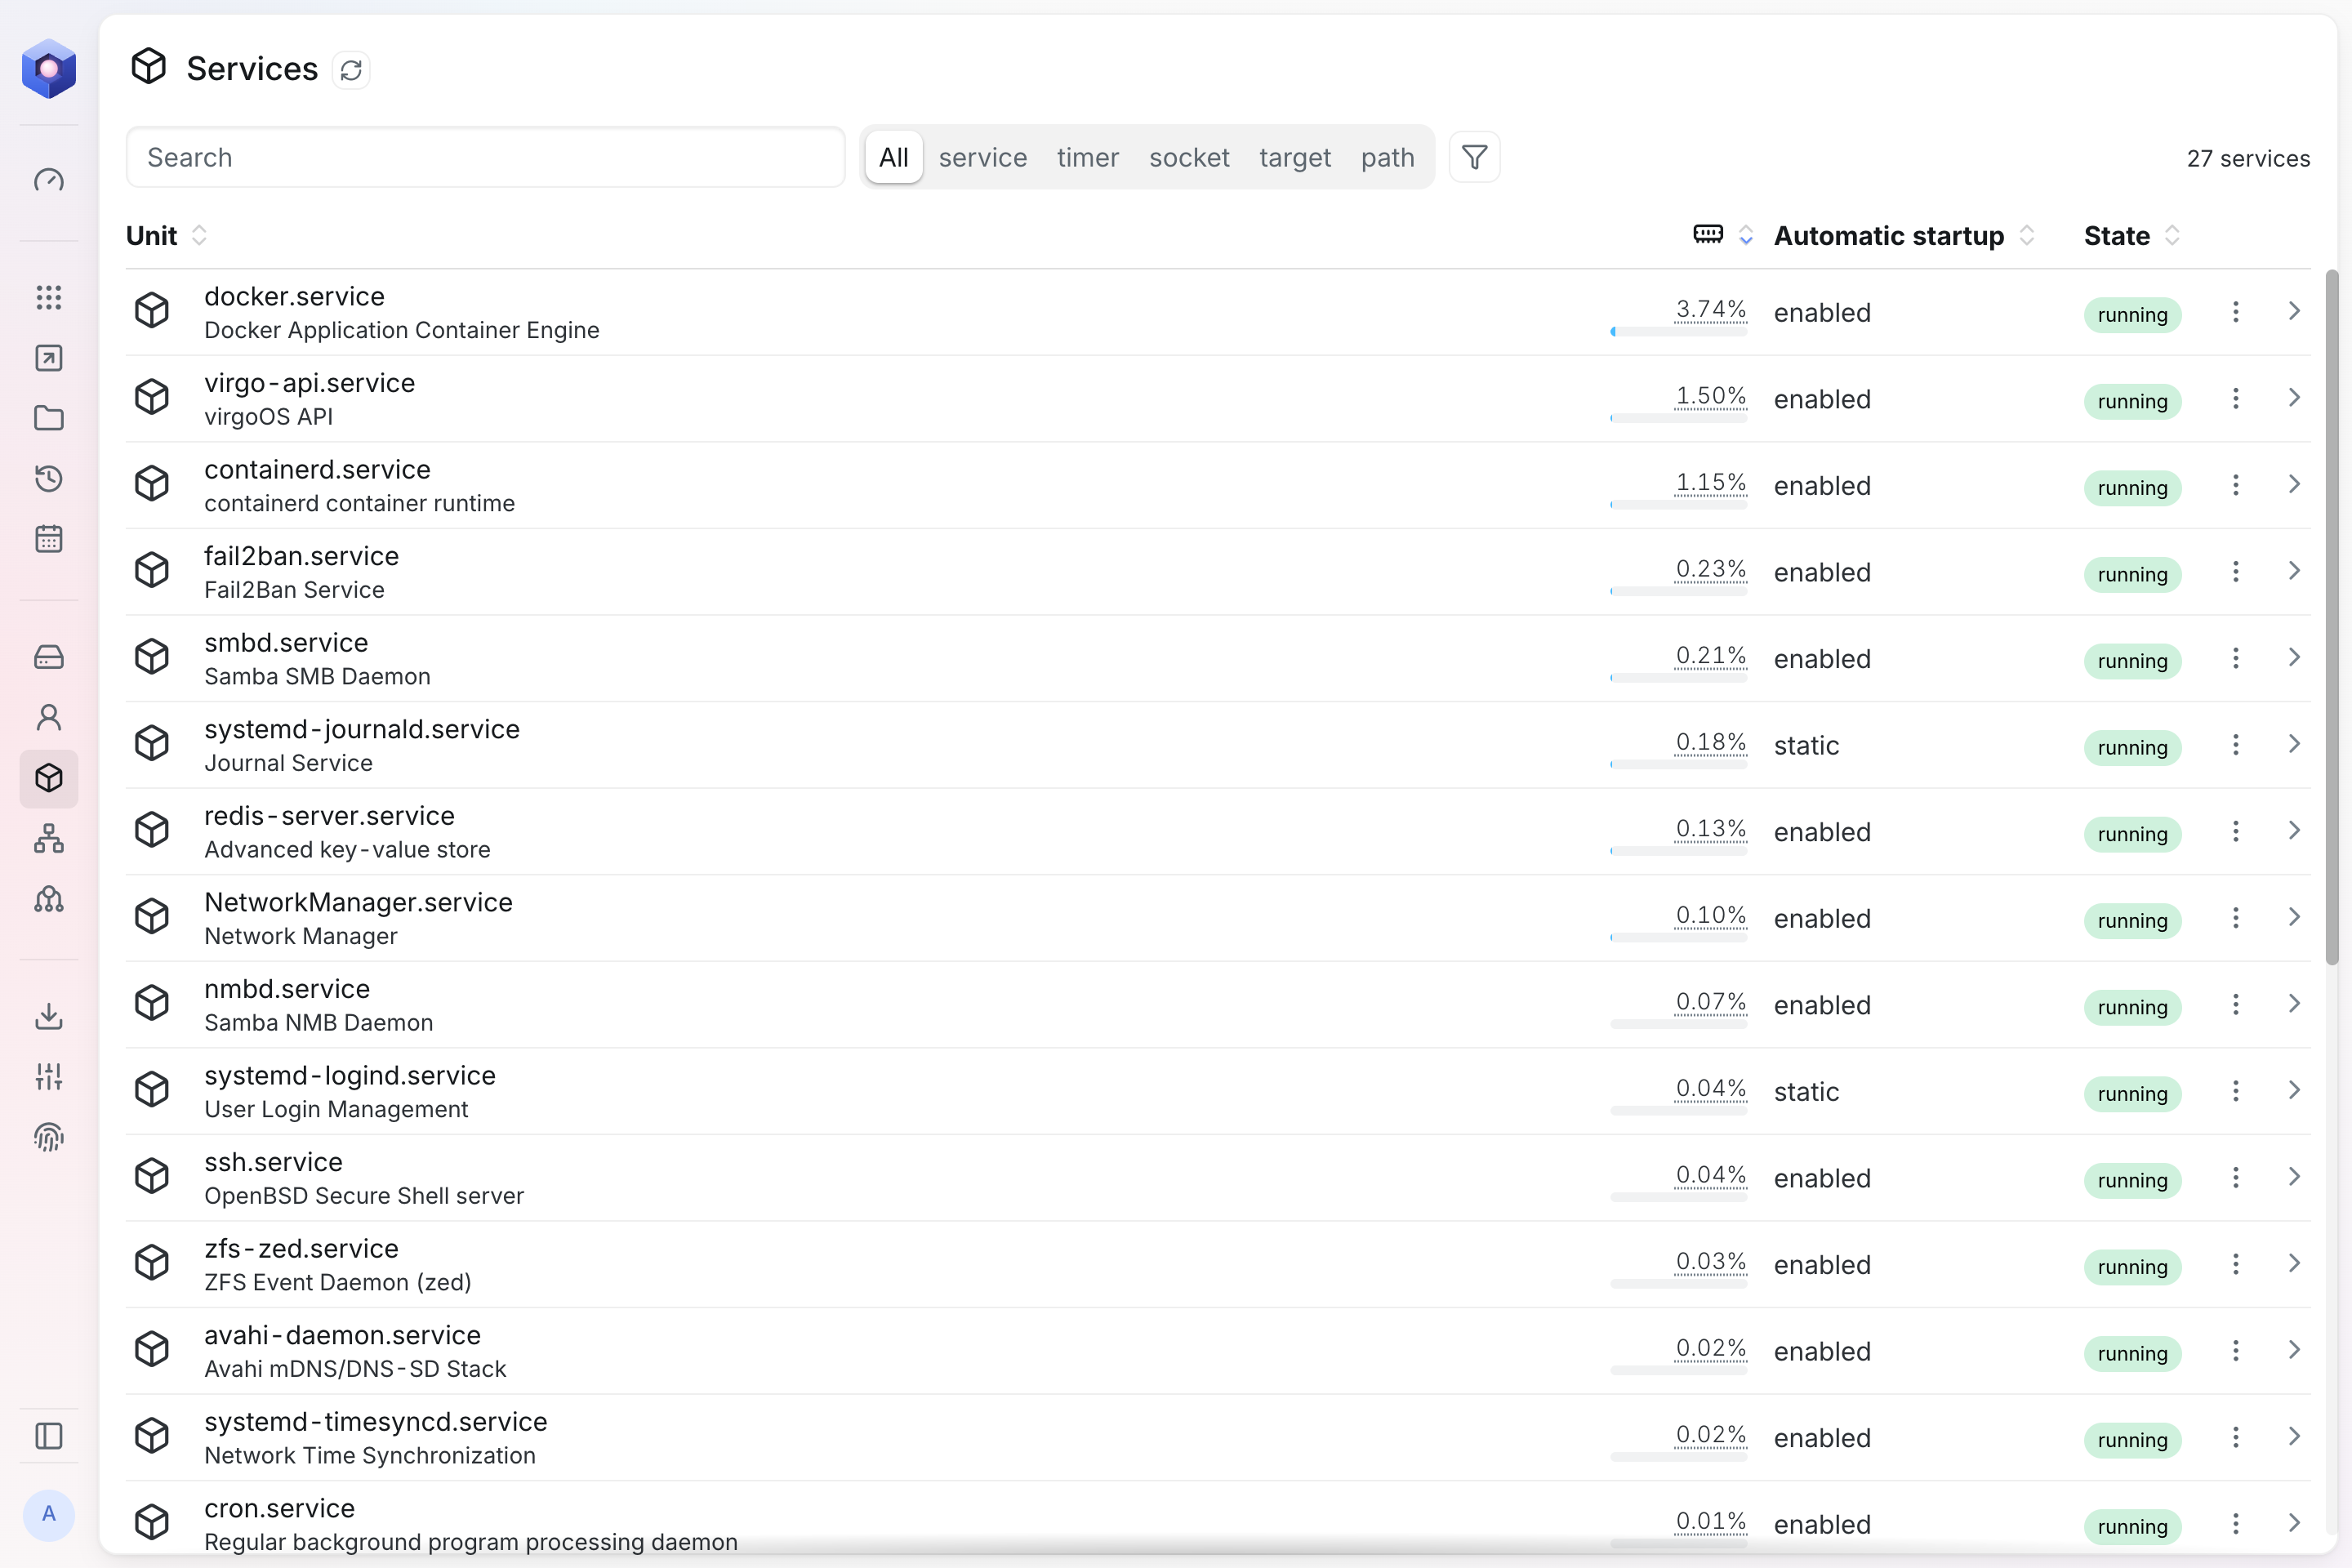 Services
Search
All service timer socket target path
27 services
Unit Automatic startup State
docker.service
Docker Application Container Engine
3.74% enabled running
virgo-api.service
virgoOS API
1.50% enabled running
containerd.service
containerd container runtime
1.15% enabled running
fail2ban.service
Fail2Ban Service
0.23% enabled running
smbd.service
Samba SMB Daemon
0.21% enabled running
systemd-journald.service
Journal Service
0.18% static running
redis-server.service
Advanced key-value store
0.13% enabled running
NetworkManager.service
Network Manager
0.10% enabled running
nmbd.service
Samba NMB Daemon
0.07% enabled running
systemd-logind.service
User Login Management
0.04% static running
ssh.service
OpenBSD Secure Shell server
0.04% enabled running
zfs-zed.service
ZFS Event Daemon (zed)
0.03% enabled running
avahi-daemon.service
Avahi mDNS/DNS-SD Stack
0.02% enabled running
systemd-timesyncd.service
Network Time Synchronization
0.02% enabled running
cron.service
Regular background program processing daemon
0.01% enabled running
A